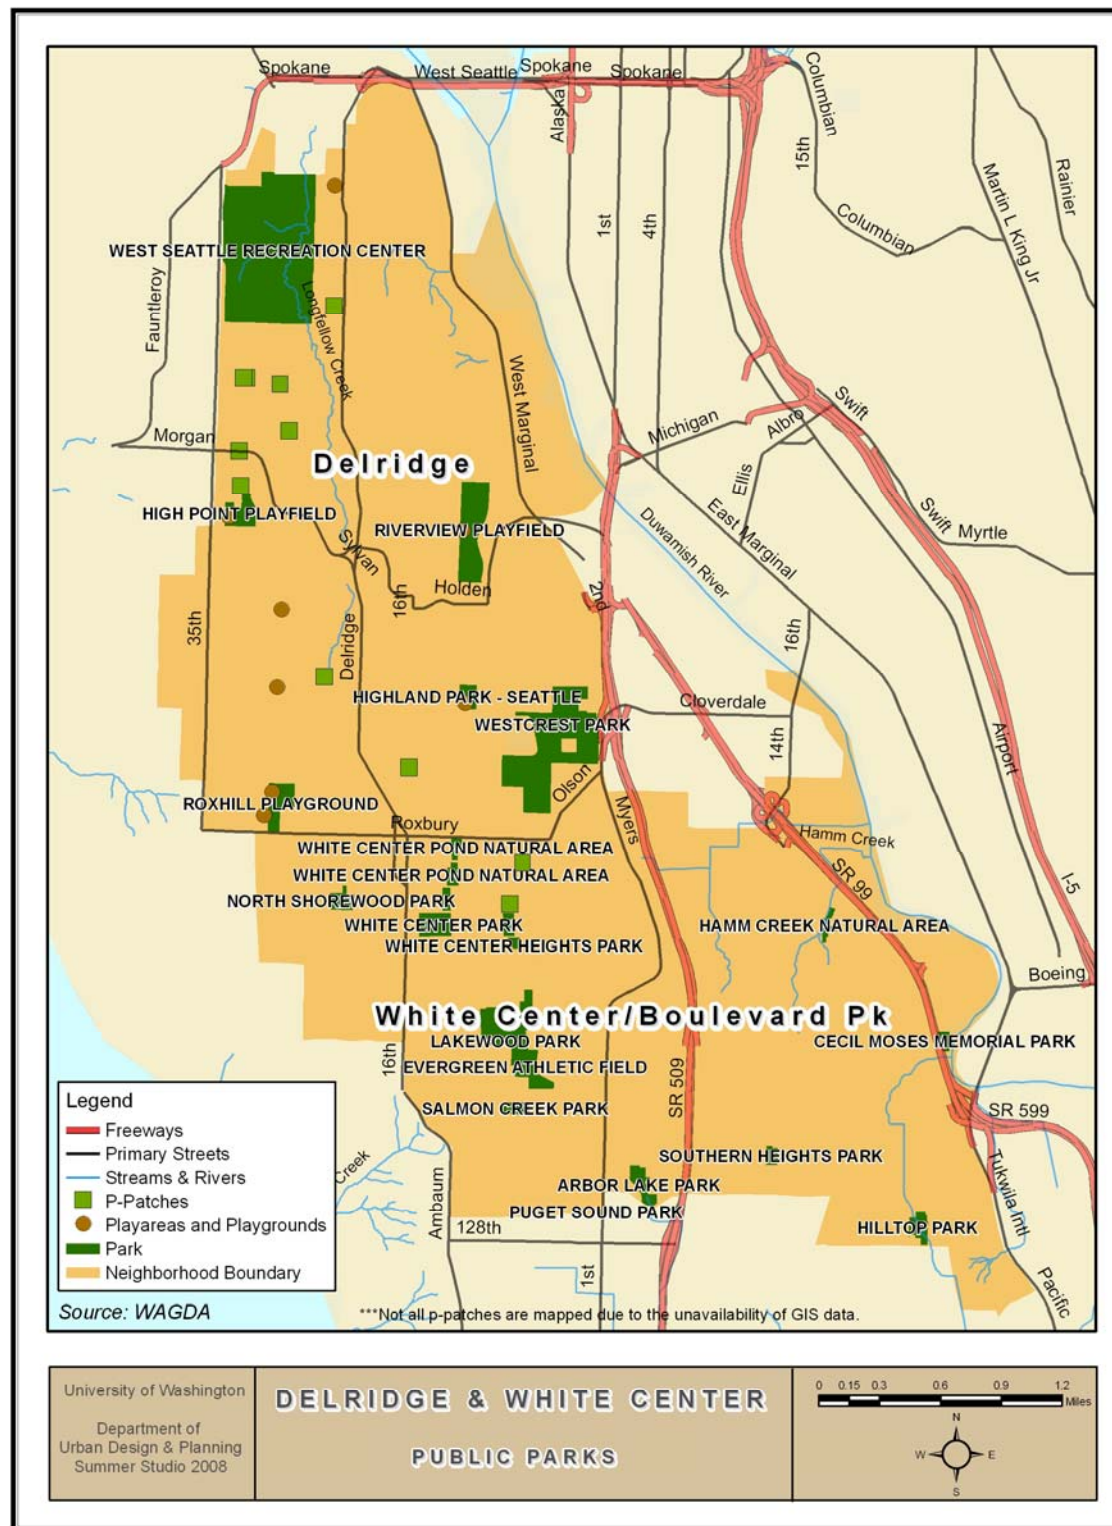 Spokane
West Seattle
Spokane
Spokane
Columbian
Alaska
15th
Rainier
Martin L King Jr
1st
4th
Columbian
WEST SEATTLE RECREATION CENTER
Fauntleroy
Longfellow Creek
West Marginal
Swift
Albro
Michigan
Morgan
Delridge
Ellis
HIGH POINT PLAYFIELD
RIVERVIEW PLAYFIELD
East Marginal
Swift
Myrtle
Duwamish River
Sylvan
Holden
16th
2nd
35th
Delridge
16th
HIGHLAND PARK - SEATTLE
Cloverdale
WESTCREST PARK
14th
Airport
Olson
ROXHILL PLAYGROUND
Myers
Roxbury
Hamm Creek
WHITE CENTER POND NATURAL AREA
WHITE CENTER POND NATURAL AREA
SR 99
I-5
NORTH SHOREWOOD PARK
WHITE CENTER PARK
HAMM CREEK NATURAL AREA
WHITE CENTER HEIGHTS PARK
Boeing
White Center/Boulevard Pk
LAKEWOOD PARK
CECIL MOSES MEMORIAL PARK
16th
EVERGREEN ATHLETIC FIELD
SR 509
SALMON CREEK PARK
SR 599
SOUTHERN HEIGHTS PARK
Creek
ARBOR LAKE PARK
Tukwila Intl
Ambaum
PUGET SOUND PARK
HILLTOP PARK
128th
1st
Pacific
Legend
Freeways
Primary Streets
Streams & Rivers
P-Patches
Playareas and Playgrounds
Park
Neighborhood Boundary
Source: WAGDA
***Not all p-patches are mapped due to the unavailability of GIS data.
University of Washington
Department of
Urban Design & Planning
Summer Studio 2008
DELRIDGE & WHITE CENTER
PUBLIC PARKS
0 0.15 0.3 0.6 0.9 1.2
Miles
N
W E
S